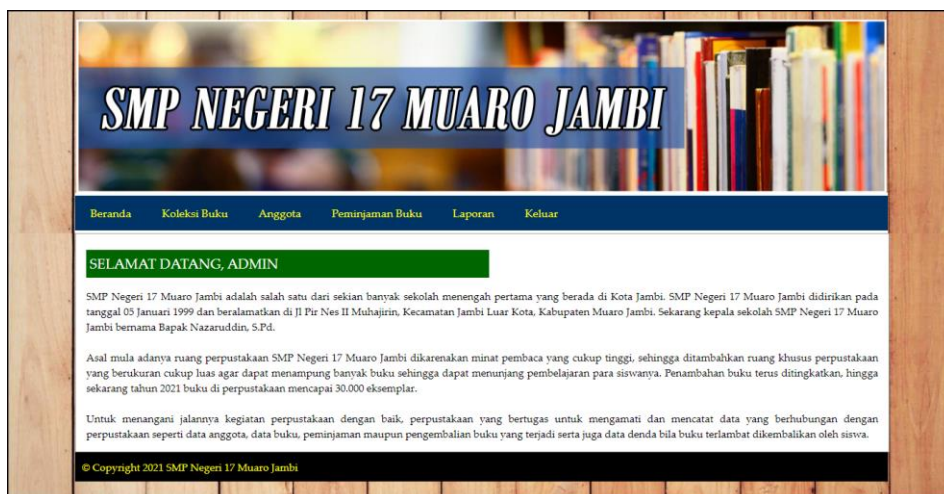 SMP NEGERI 17 MUARO JAMBI
Beranda Koleksi Buku Anggota Peminjaman Buku Laporan Keluar
SELAMAT DATANG, ADMIN
SMP Negeri 17 Muaro Jambi adalah salah satu dari sekian banyak sekolah menengah pertama yang berada di Kota Jambi. SMP Negeri 17 Muaro Jambi didirikan pada
tanggal 05 Januari 1999 dan beralamatkan di Jl Pir Nes II Muhajirin, Kecamatan Jambi Luar Kota, Kabupaten Muaro Jambi. Sekarang kepala sekolah SMP Negeri 17 Muaro
Jambi bernama Bapak Nazaruddin, S.Pd.
Asal mula adanya ruang perpustakaan SMP Negeri 17 Muaro Jambi dikarenakan minat pembaca yang cukup tinggi, sehingga ditambahkan ruang khusus perpustakaan
yang berukuran cukup luas agar dapat menampung banyak buku sehingga dapat menunjang pembelajaran para siswanya. Penambahan buku terus ditingkatkan, hingga
sekarang tahun 2021 buku di perpustakaan mencapai 30.000 eksemplar.
Untuk menangani jalannya kegiatan perpustakaan dengan baik, perpustakaan yang bertugas untuk mengamati dan mencatat data yang berhubungan dengan
perpustakaan seperti data anggota, data buku, peminjaman maupun pengembalian buku yang terjadi serta juga data denda bila buku terlambat dikembalikan oleh siswa.
© Copyright 2021 SMP Negeri 17 Muaro Jambi